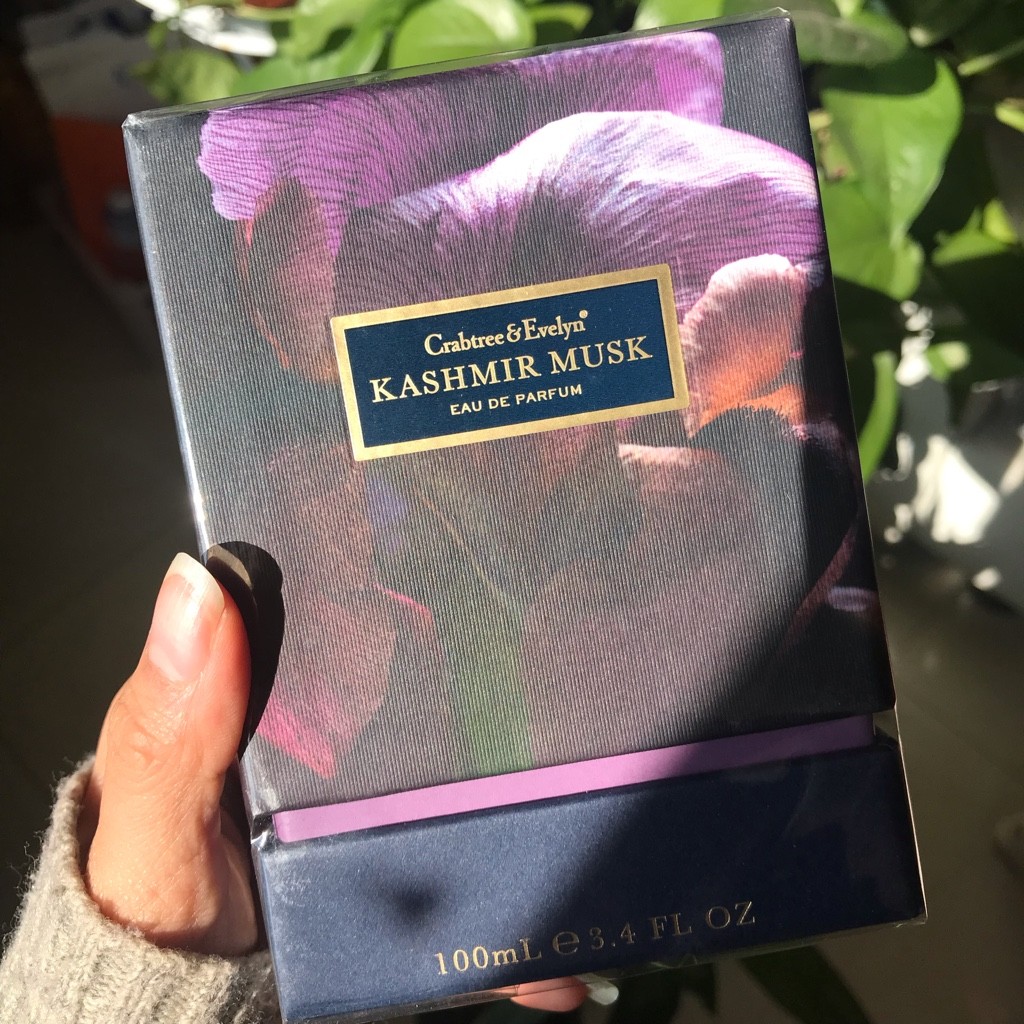 Crabtree & Evelyn®
KASHMIR MUSK
EAU DE PARFUM
100mL ℮ 3.4 FL OZ